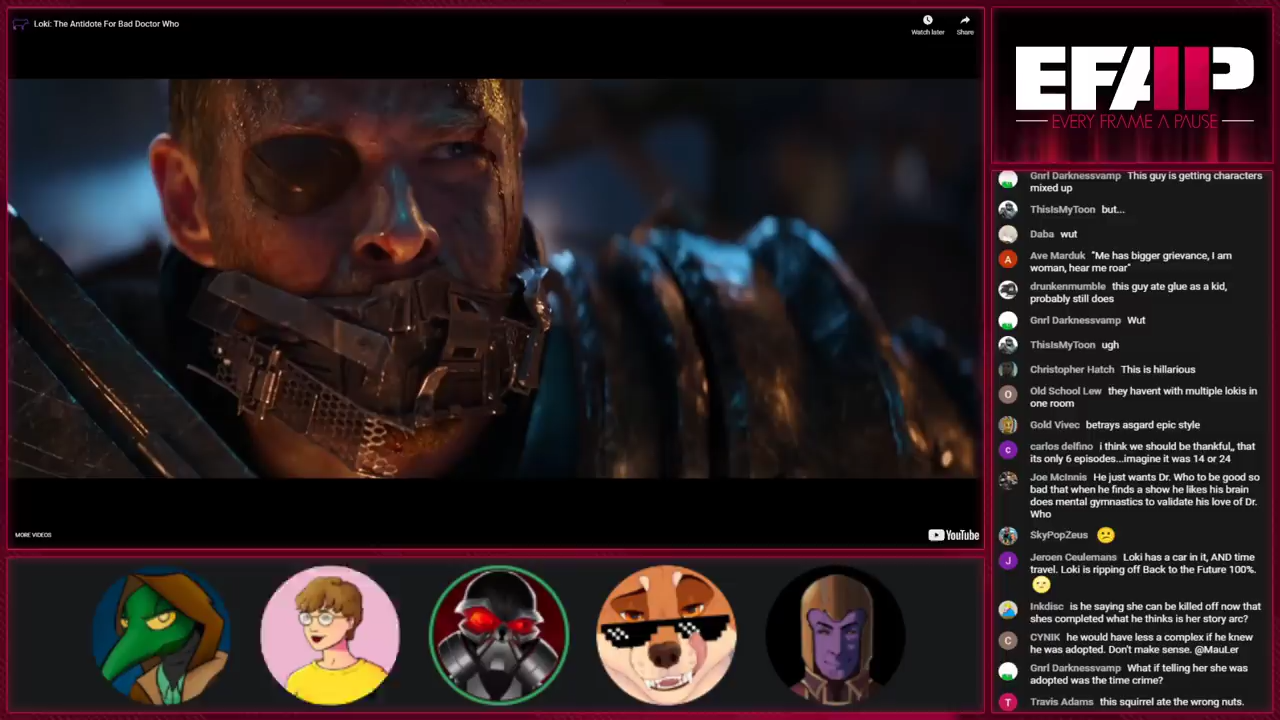 Loki: The Antidote For Bad Doctor Who
Watch later
Share
MORE VIDEOS
YouTube
EFAP
EVERY FRAME A PAUSE
Gnrl Darknessvamp This guy is getting characters
mixed up
ThisIsMyToon but...
Daba wut
A
Ave Marduk "Me has bigger grievance, I am
woman, hear me roar"
drunkenmumble this guy ate glue as a kid,
probably still does
Gnrl Darknessvamp Wut
ThisIsMyToon ugh
Christopher Hatch This is hillarious
O
Old School Lew they havent with multiple lokis in
one room
Gold Vivec betrays asgard epic style
C
carlos delfino i think we should be thankful,, that
its only 6 episodes...imagine it was 14 or 24
Joe McInnis He just wants Dr. Who to be good so
bad that when he finds a show he likes his brain
does mental gymnastics to validate his love of Dr.
Who
SkyPopZeus 😕
J
Jeroen Ceulemans Loki has a car in it, AND time
travel. Loki is ripping off Back to the Future 100%.
🫤
Inkdisc is he saying she can be killed off now that
she completed what he thinks is her story arc?
C
CYNIK he would have less a complex if he knew
he was adopted. Don't make sense. @MauLer
Gnrl Darknessvamp What if telling her she was
adopted was the time crime?
T
Travis Adams this squirrel ate the wrong nuts.